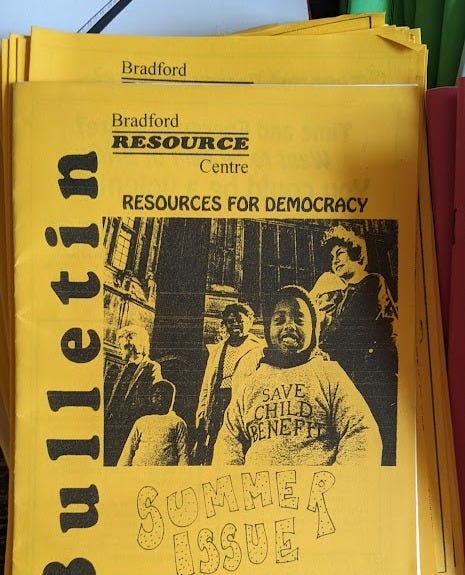 Bradford
Bradford
RESOURCE
Centre
RESOURCES FOR DEMOCRACY
Bulletin
SAVE
CHILD
BENEFIT
SUMMER
ISSUE